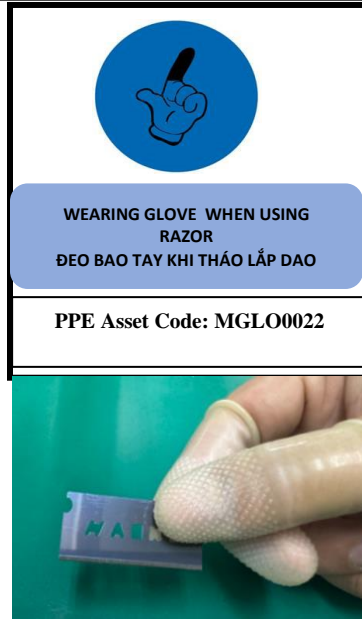 WEARING GLOVE WHEN USING
RAZOR
ĐEO BAO TAY KHI THÁO LẮP DAO
PPE Asset Code: MGLO0022